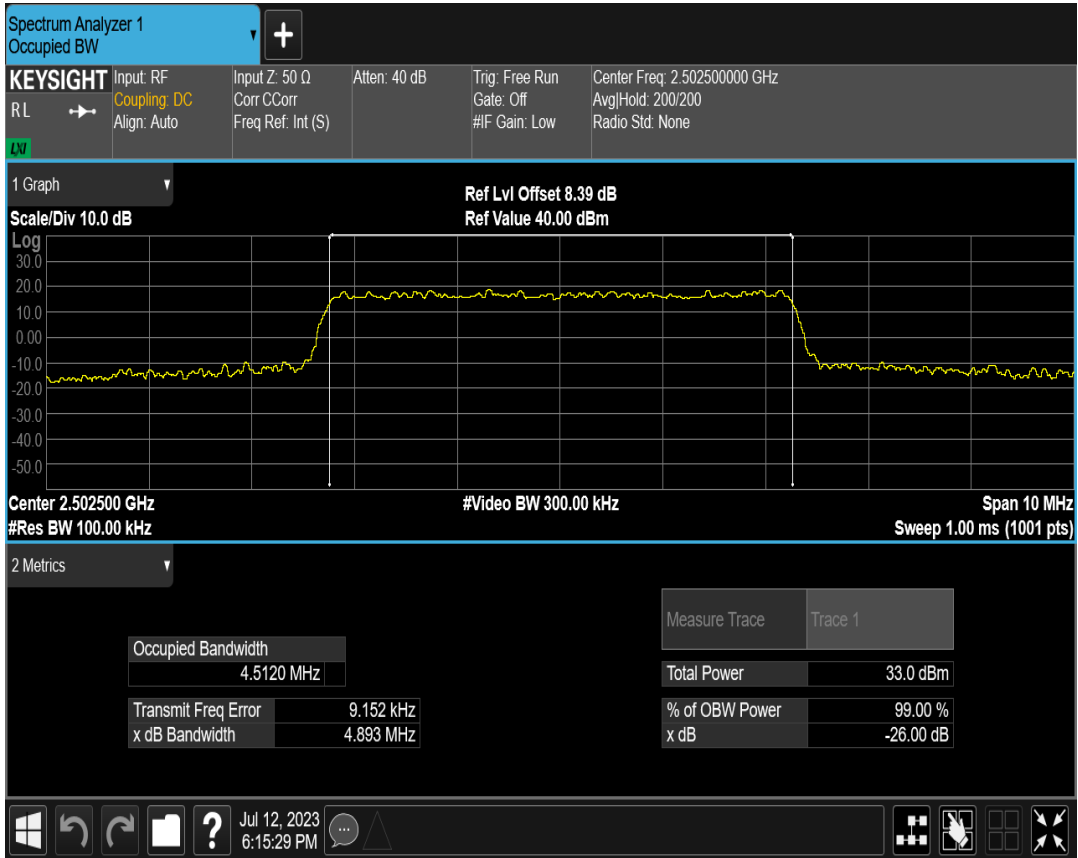 Spectrum Analyzer 1
Occupied BW
+
KEYSIGHT
R L
LXI
Input: RF
Coupling: DC
Align: Auto
Input Z: 50 Ω
Corr CCorr
Freq Ref: Int (S)
Atten: 40 dB
Trig: Free Run
Gate: Off
#IF Gain: Low
Center Freq: 2.502500000 GHz
Avg|Hold: 200/200
Radio Std: None
1 Graph
Scale/Div 10.0 dB
Ref Lvl Offset 8.39 dB
Ref Value 40.00 dBm
Log
30.0
20.0
10.0
0.00
-10.0
-20.0
-30.0
-40.0
-50.0
Center 2.502500 GHz
#Video BW 300.00 kHz
Span 10 MHz
#Res BW 100.00 kHz
Sweep 1.00 ms (1001 pts)
2 Metrics
Measure Trace Trace 1
Occupied Bandwidth
4.5120 MHz
Total Power 33.0 dBm
Transmit Freq Error 9.152 kHz
% of OBW Power 99.00 %
x dB Bandwidth 4.893 MHz
x dB -26.00 dB
?
Jul 12, 2023
6:15:29 PM